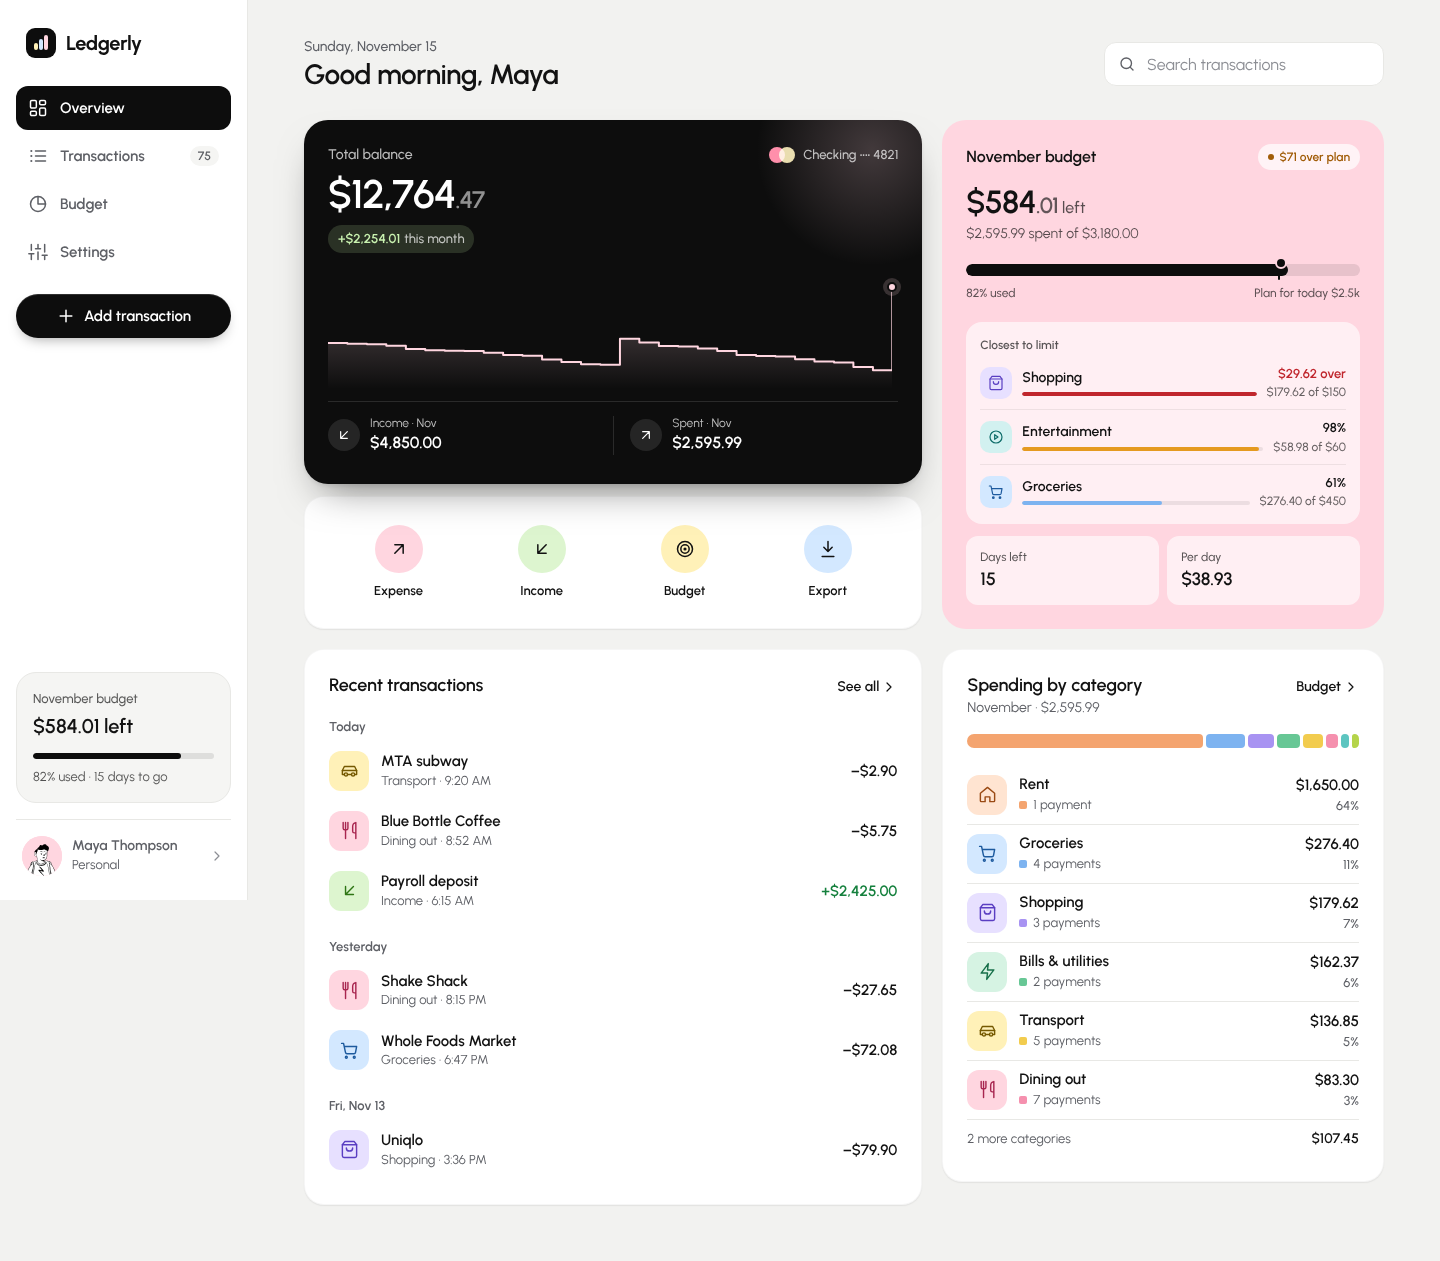 Ledgerly
Overview
Transactions 75
Budget
Settings
Add transaction
November budget
$584.01 left
82% used · 15 days to go
Maya Thompson
Personal
Sunday, November 15
Good morning, Maya
Search transactions
Total balance
Checking ···· 4821
$12,764.47
+$2,254.01 this month
Income · Nov
$4,850.00
Spent · Nov
$2,595.99
Expense
Income
Budget
Export
November budget
$71 over plan
$584.01 left
$2,595.99 spent of $3,180.00
82% used
Plan for today $2.5k
Closest to limit
Shopping
$29.62 over
$179.62 of $150
Entertainment
98%
$58.98 of $60
Groceries
61%
$276.40 of $450
Days left
15
Per day
$38.93
Recent transactions
See all
Today
MTA subway
Transport · 9:20 AM
−$2.90
Blue Bottle Coffee
Dining out · 8:52 AM
−$5.75
Payroll deposit
Income · 6:15 AM
+$2,425.00
Yesterday
Shake Shack
Dining out · 8:15 PM
−$27.65
Whole Foods Market
Groceries · 6:47 PM
−$72.08
Fri, Nov 13
Uniqlo
Shopping · 3:36 PM
−$79.90
Spending by category
Budget
November · $2,595.99
Rent
$1,650.00
1 payment
64%
Groceries
$276.40
4 payments
11%
Shopping
$179.62
3 payments
7%
Bills & utilities
$162.37
2 payments
6%
Transport
$136.85
5 payments
5%
Dining out
$83.30
7 payments
3%
2 more categories
$107.45